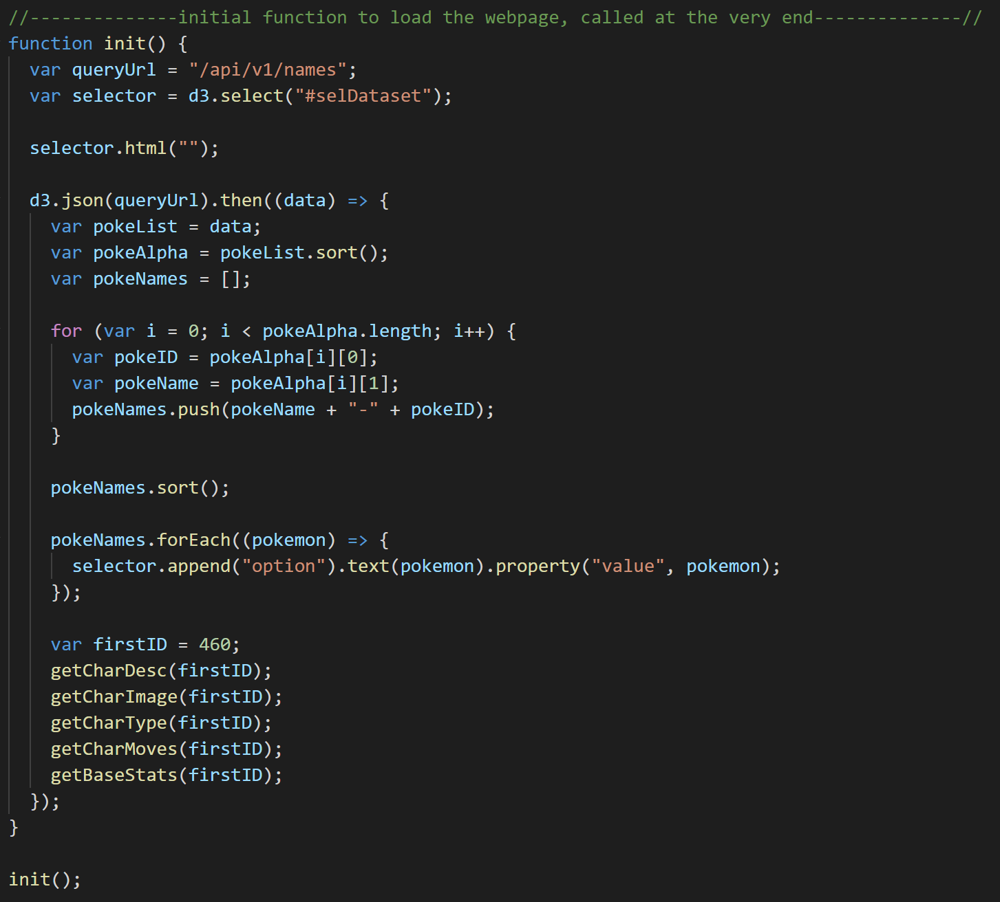 //--------------initial function to load the webpage, called at the very end--------------//
function init() {
  var queryUrl = "/api/v1/names";
  var selector = d3.select("#selDataset");

  selector.html("");

  d3.json(queryUrl).then((data) => {
    var pokeList = data;
    var pokeAlpha = pokeList.sort();
    var pokeNames = [];

    for (var i = 0; i < pokeAlpha.length; i++) {
      var pokeID = pokeAlpha[i][0];
      var pokeName = pokeAlpha[i][1];
      pokeNames.push(pokeName + "-" + pokeID);
    }

    pokeNames.sort();

    pokeNames.forEach((pokemon) => {
      selector.append("option").text(pokemon).property("value", pokemon);
    });

    var firstID = 460;
    getCharDesc(firstID);
    getCharImage(firstID);
    getCharType(firstID);
    getCharMoves(firstID);
    getBaseStats(firstID);
  });
}

init();